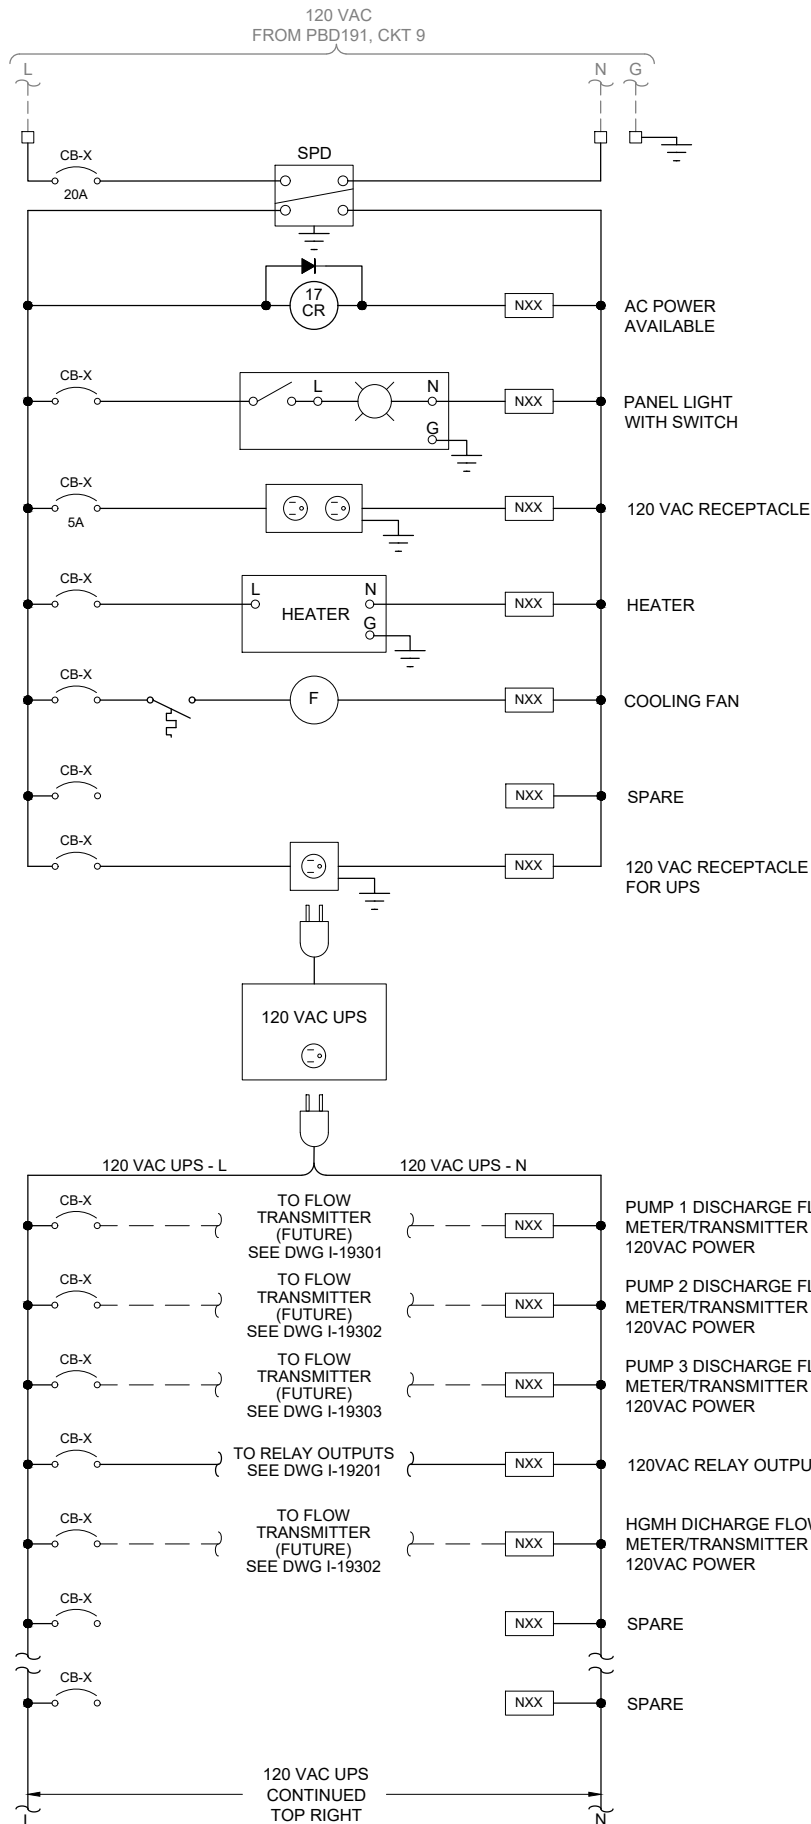 120 VAC
FROM PBD191, CKT 9
L
N
G
CB-X
20A
SPD
17
CR
NXX
AC POWER
AVAILABLE
CB-X
L
N
G
NXX
PANEL LIGHT
WITH SWITCH
CB-X
5A
NXX
120 VAC RECEPTACLE
CB-X
L
HEATER
N
G
NXX
HEATER
CB-X
F
NXX
COOLING FAN
CB-X
NXX
SPARE
CB-X
NXX
120 VAC RECEPTACLE
FOR UPS
120 VAC UPS
120 VAC UPS - L
120 VAC UPS - N
CB-X
TO FLOW
TRANSMITTER
(FUTURE)
SEE DWG I-19301
NXX
PUMP 1 DISCHARGE
METER/TRANSMITTER
120VAC POWER
CB-X
TO FLOW
TRANSMITTER
(FUTURE)
SEE DWG I-19302
NXX
PUMP 2 DISCHARGE
METER/TRANSMITTER
120VAC POWER
CB-X
TO FLOW
TRANSMITTER
(FUTURE)
SEE DWG I-19303
NXX
PUMP 3 DISCHARGE
METER/TRANSMITTER
120VAC POWER
CB-X
TO RELAY OUTPUTS
SEE DWG I-19201
NXX
120VAC RELAY
CB-X
TO FLOW
TRANSMITTER
(FUTURE)
SEE DWG I-19302
NXX
HGMH DICHARGE
METER/TRANSMITTER
120VAC POWER
CB-X
NXX
SPARE
CB-X
NXX
SPARE
120 VAC UPS
CONTINUED
TOP RIGHT
L
N